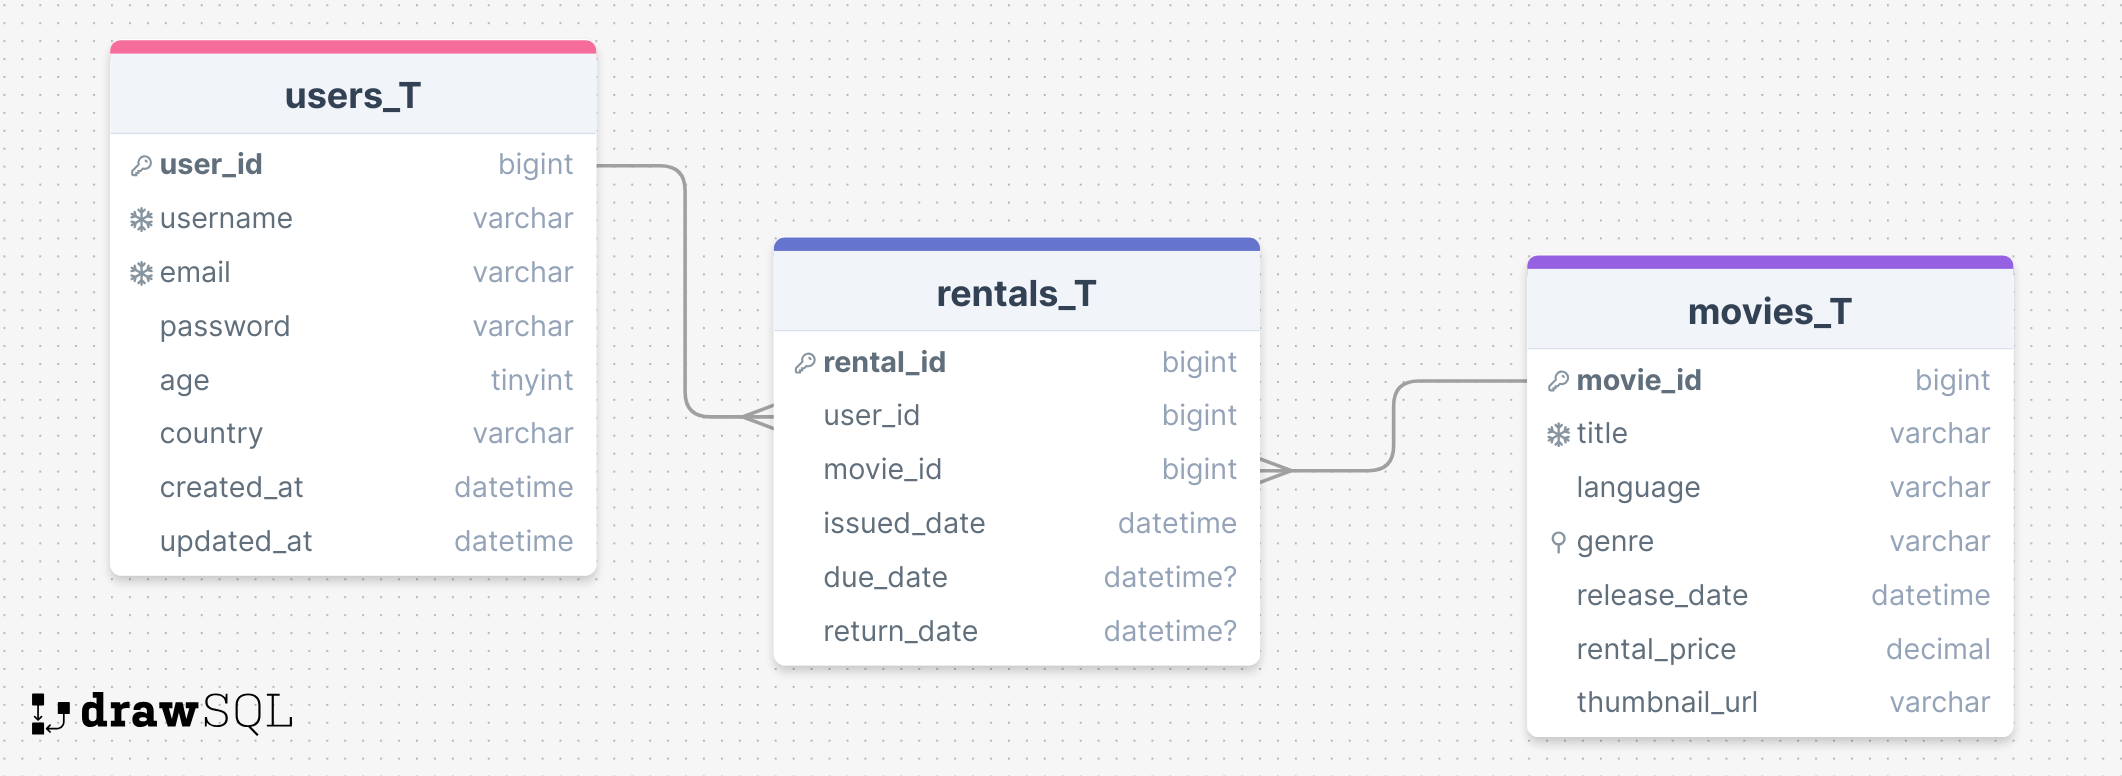 users_T
user_id bigint
username varchar
email varchar
password varchar
age tinyint
country varchar
created_at datetime
updated_at datetime
rentals_T
rental_id bigint
user_id bigint
movie_id bigint
issued_date datetime
due_date datetime?
return_date datetime?
movies_T
movie_id bigint
title varchar
language varchar
genre varchar
release_date datetime
rental_price decimal
thumbnail_url varchar
drawSQL